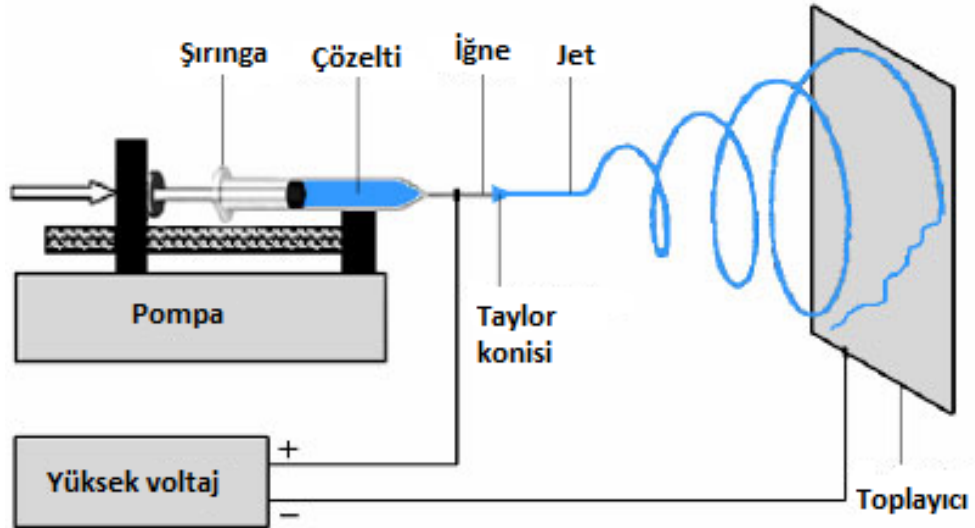 Şırınga
Çözelti
İğne
Jet
Pompa
Taylor
konisi
+
Yüksek voltaj
−
Toplayıcı